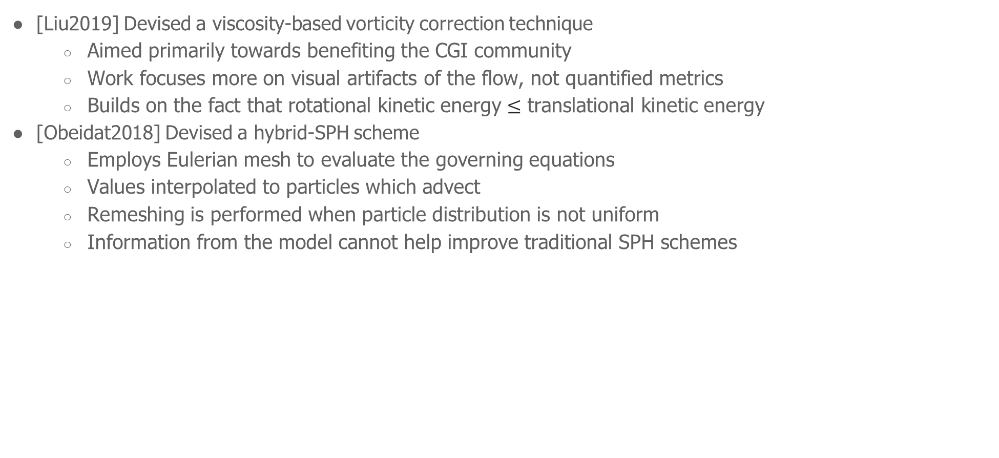 ● [Liu2019] Devised a viscosity-based vorticity correction technique
○ Aimed primarily towards benefiting the CGI community
○ Work focuses more on visual artifacts of the flow, not quantified metrics
○ Builds on the fact that rotational kinetic energy ≤ translational kinetic energy
● [Obeidat2018] Devised a hybrid-SPH scheme
○ Employs Eulerian mesh to evaluate the governing equations
○ Values interpolated to particles which advect
○ Remeshing is performed when particle distribution is not uniform
○ Information from the model cannot help improve traditional SPH schemes